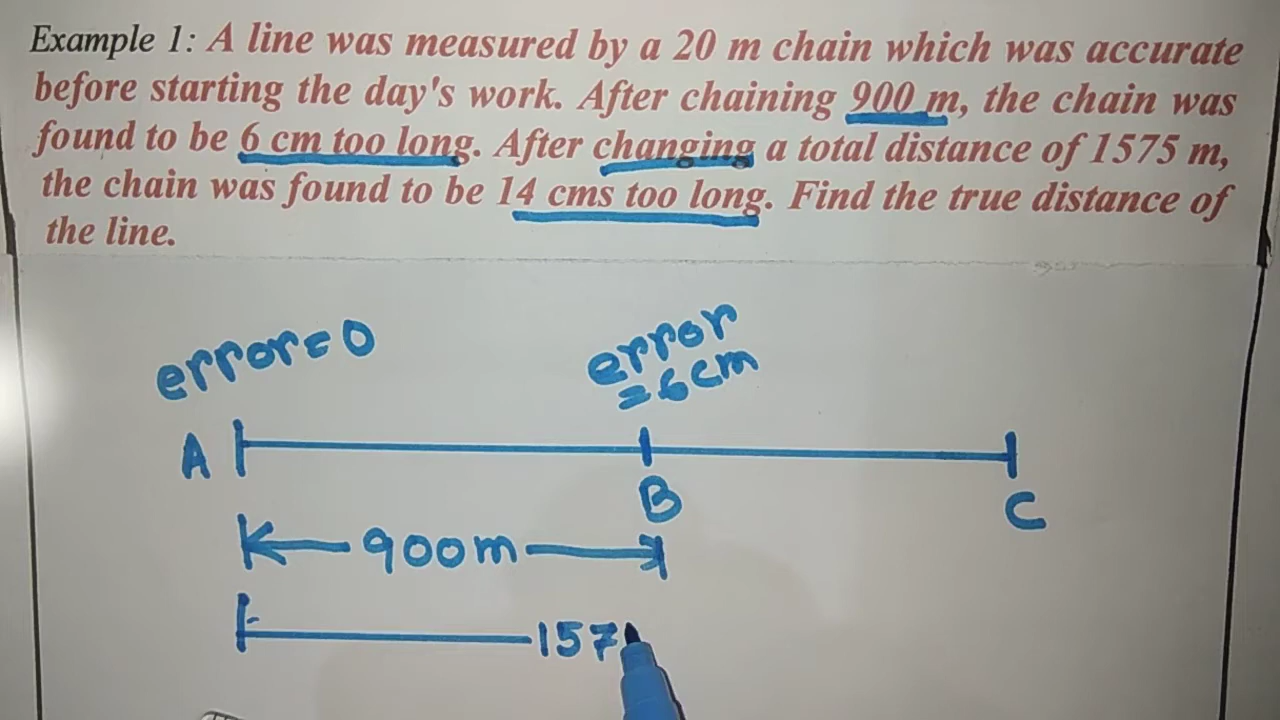 Example 1: A line was measured by a 20 m chain which was accurate
before starting the day's work. After chaining 900 m, the chain was
found to be 6 cm too long. After changing a total distance of 1575 m,
the chain was found to be 14 cms too long. Find the true distance of
the line.
error=0
error
=6cm
A
B
C
900m
157